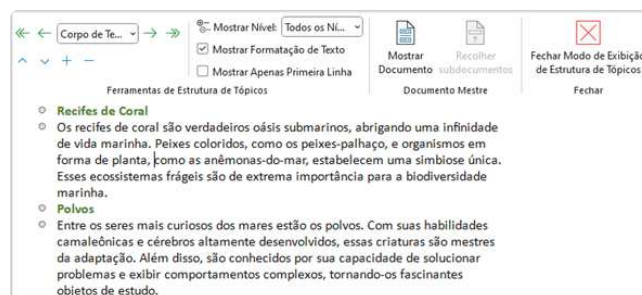 Corpo de Te...
Mostrar Nível: Todos os Ní...
Mostrar Formatação de Texto
Mostrar Apenas Primeira Linha
Ferramentas de Estrutura de Tópicos
Mostrar Documento
Recolher subdocumentos
Documento Mestre
Fechar Modo de Exibição
de Estrutura de Tópicos
Fechar
Recifes de Coral
Os recifes de coral são verdadeiros oásis submarinos, abrigando uma infinidade
de vida marinha. Peixes coloridos, como os peixes-palhaço, e organismos em
forma de planta, como as anêmonas-do-mar, estabelecem uma simbiose única.
Esses ecossistemas frágeis são de extrema importância para a biodiversidade
marinha.
Polvos
Entre os seres mais curiosos dos mares estão os polvos. Com suas habilidades
camaleônicas e cérebros altamente desenvolvidos, essas criaturas são mestres
da adaptação. Além disso, são conhecidos por sua capacidade de solucionar
problemas e exibir comportamentos complexos, tornando-os fascinantes
objetos de estudo.